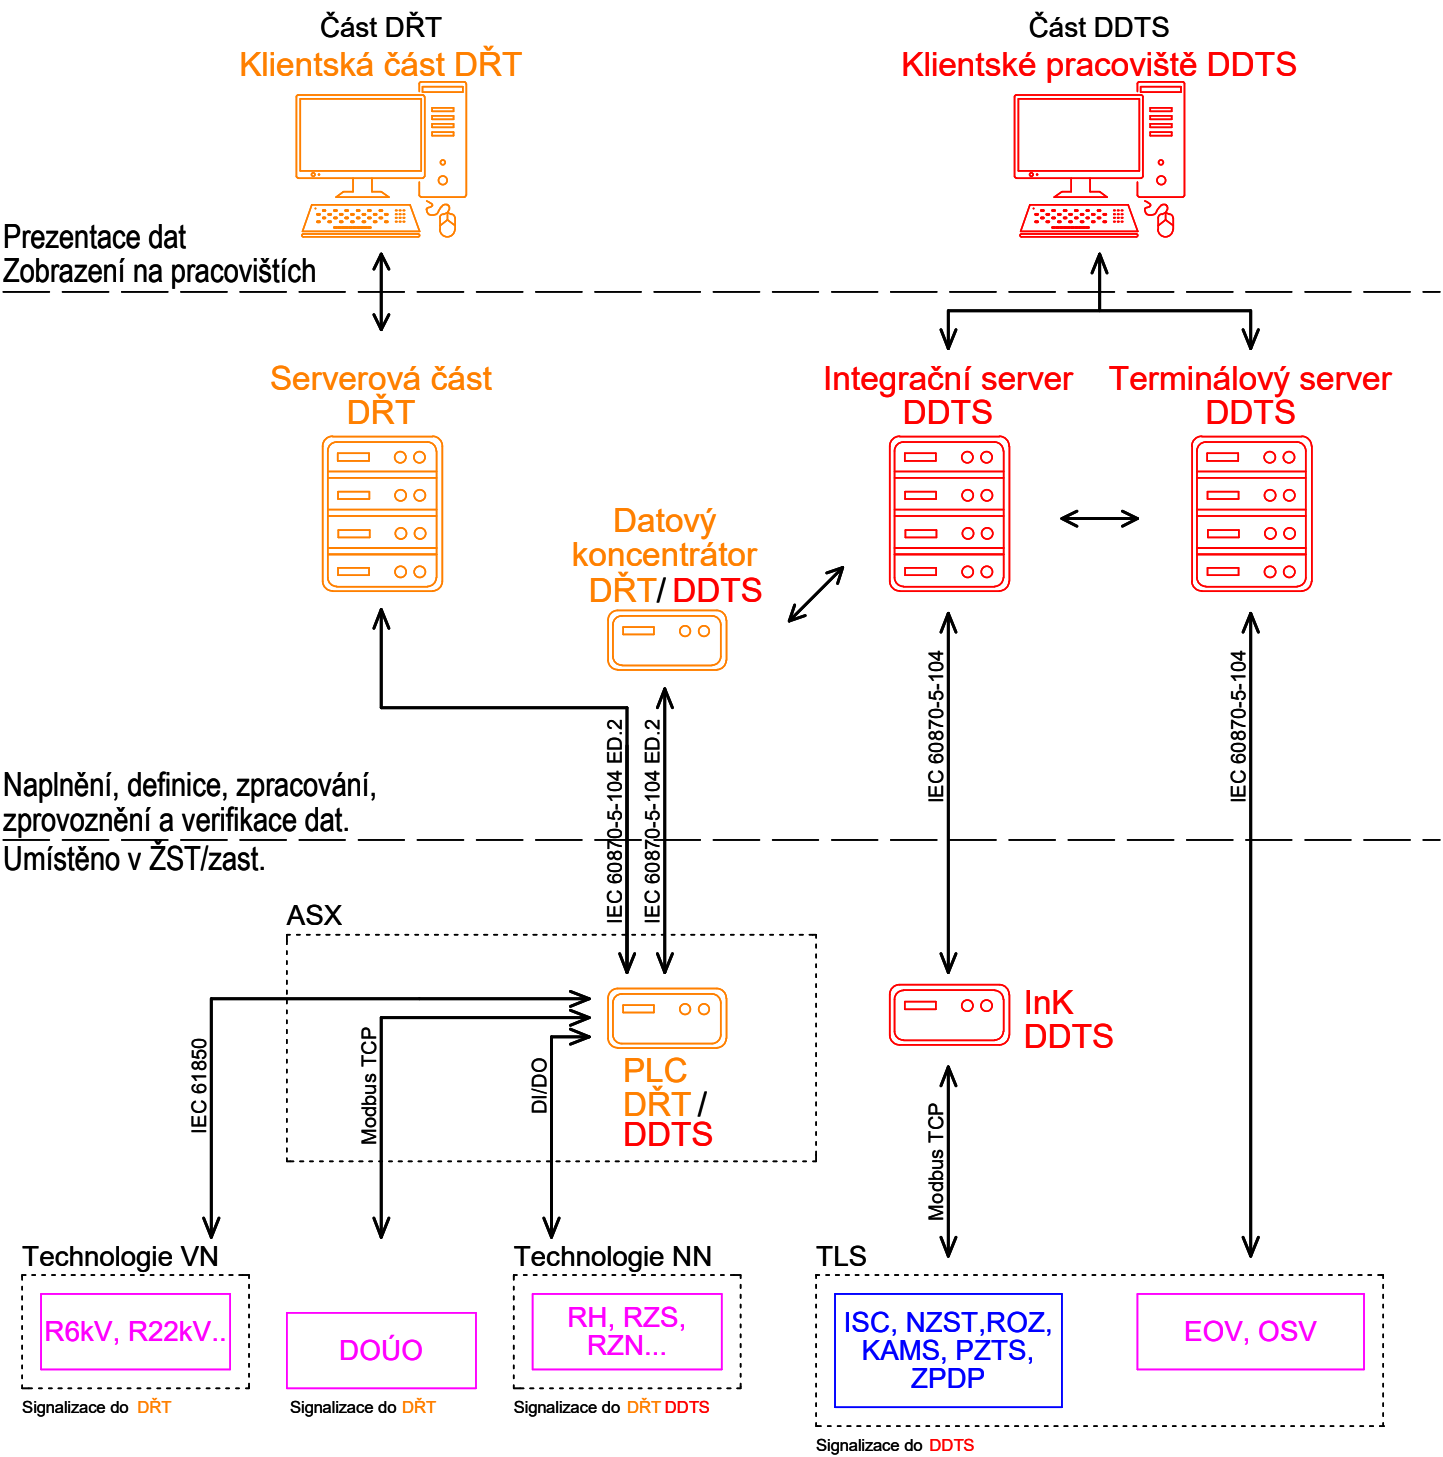 Část DŘT
Klientská část DŘT
Část DDTS
Klientské pracoviště DDTS
Prezentace dat
Zobrazení na pracovištích
Serverová část
DŘT
Integrační server
DDTS
Terminálový server
DDTS
Datový
koncentrátor
DŘT/ DDTS
IEC 60870-5-104 ED.2
IEC 60870-5-104 ED.2
IEC 60870-5-104
IEC 60870-5-104
Naplnění, definice, zpracování,
zprovoznění a verifikace dat.
Umístěno v ŽST/zast.
ASX
InK
DDTS
PLC
DŘT /
DDTS
IEC 61850
Modbus TCP
DI/DO
Modbus TCP
Technologie VN
R6kV, R22kV..
Signalizace do DŘT
DOÚO
Signalizace do DŘT
Technologie NN
RH, RZS,
RZN...
Signalizace do DŘT DDTS
TLS
ISC, NZST,ROZ,
KAMS, PZTS,
ZPDP
EOV, OSV
Signalizace do DDTS